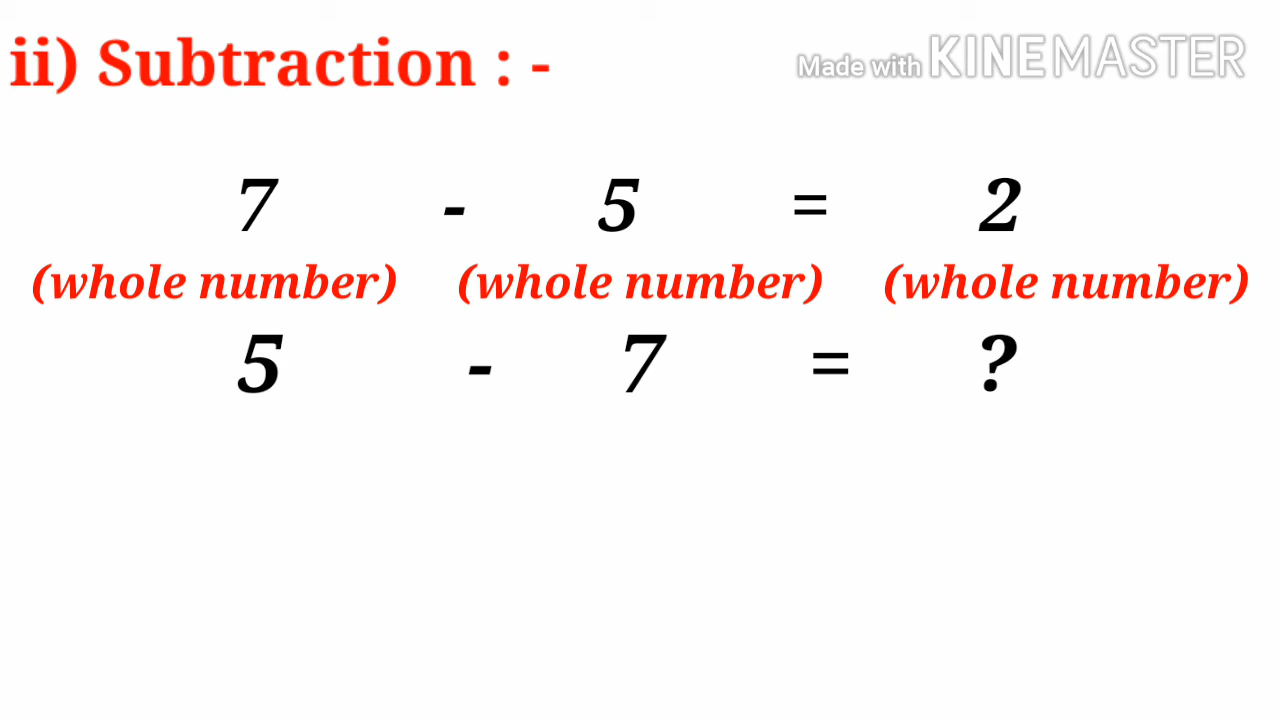 ii) Subtraction : -
Made with KINEMASTER
7 - 5 = 2
(whole number) (whole number) (whole number)
5 - 7 = ?